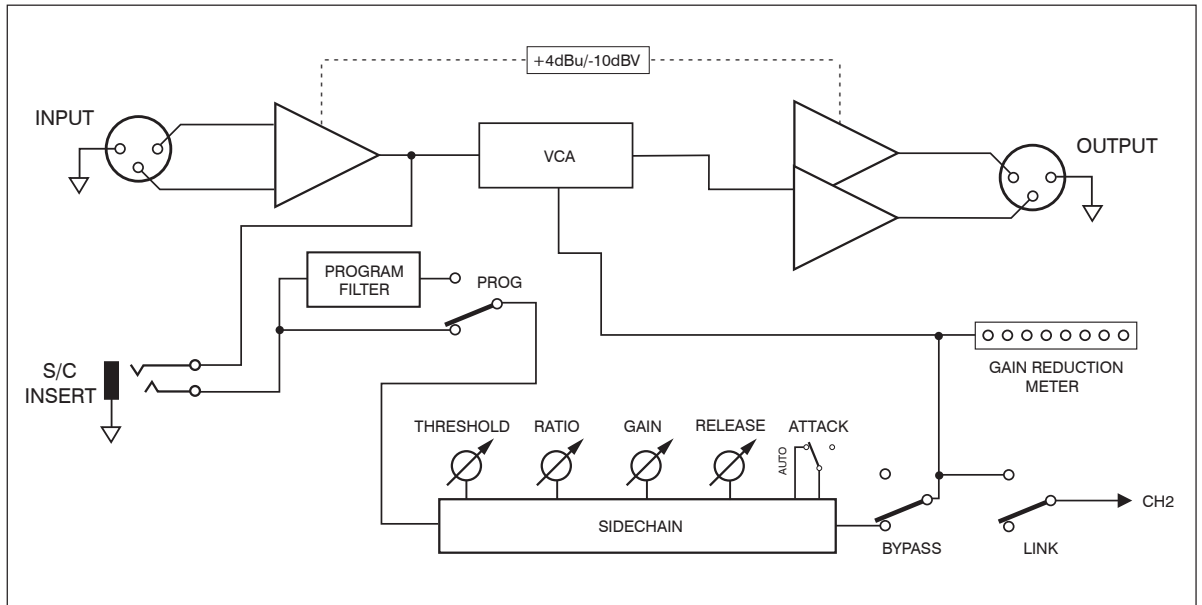 +4dBu/-10dBV
INPUT
VCA
OUTPUT
PROGRAM
FILTER
PROG
S/C
INSERT
GAIN REDUCTION
METER
THRESHOLD
RATIO
GAIN
RELEASE
ATTACK
AUTO
SIDECHAIN
CH2
BYPASS
LINK